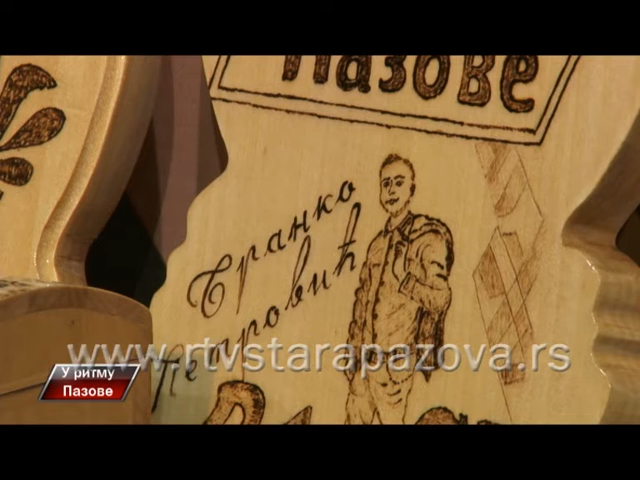 Пазове
Бранко
Петровић
www.rtvstarapazova.rs
У ритму
Пазове